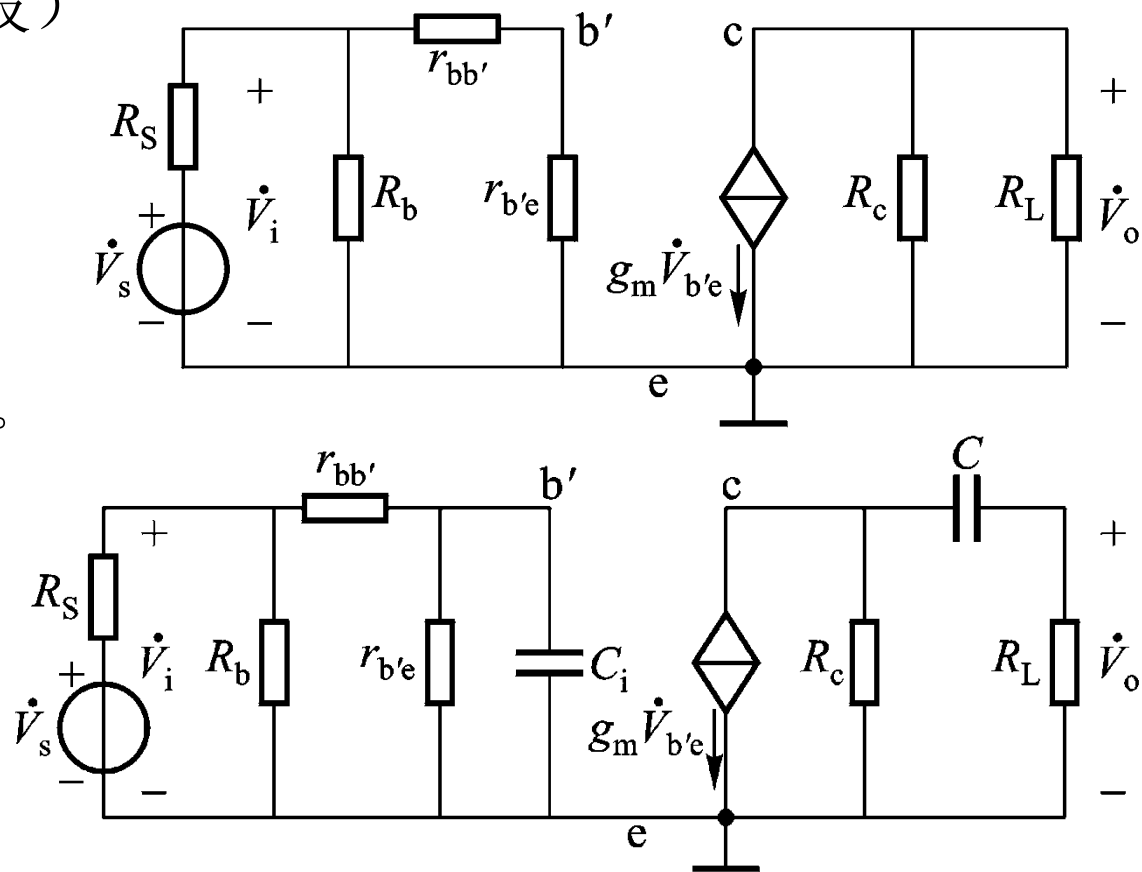 )
r_bb′ b′ c
+ +
R_S
R_b r_b′e R_c R_L V̇_o
+ V̇_i
V̇_s g_m V̇_b′e
− − −
e
。
C
r_bb′ b′ c
+ +
R_S
R_b r_b′e C_i R_c R_L V̇_o
+ V̇_i
V̇_s g_m V̇_b′e
− − −
e